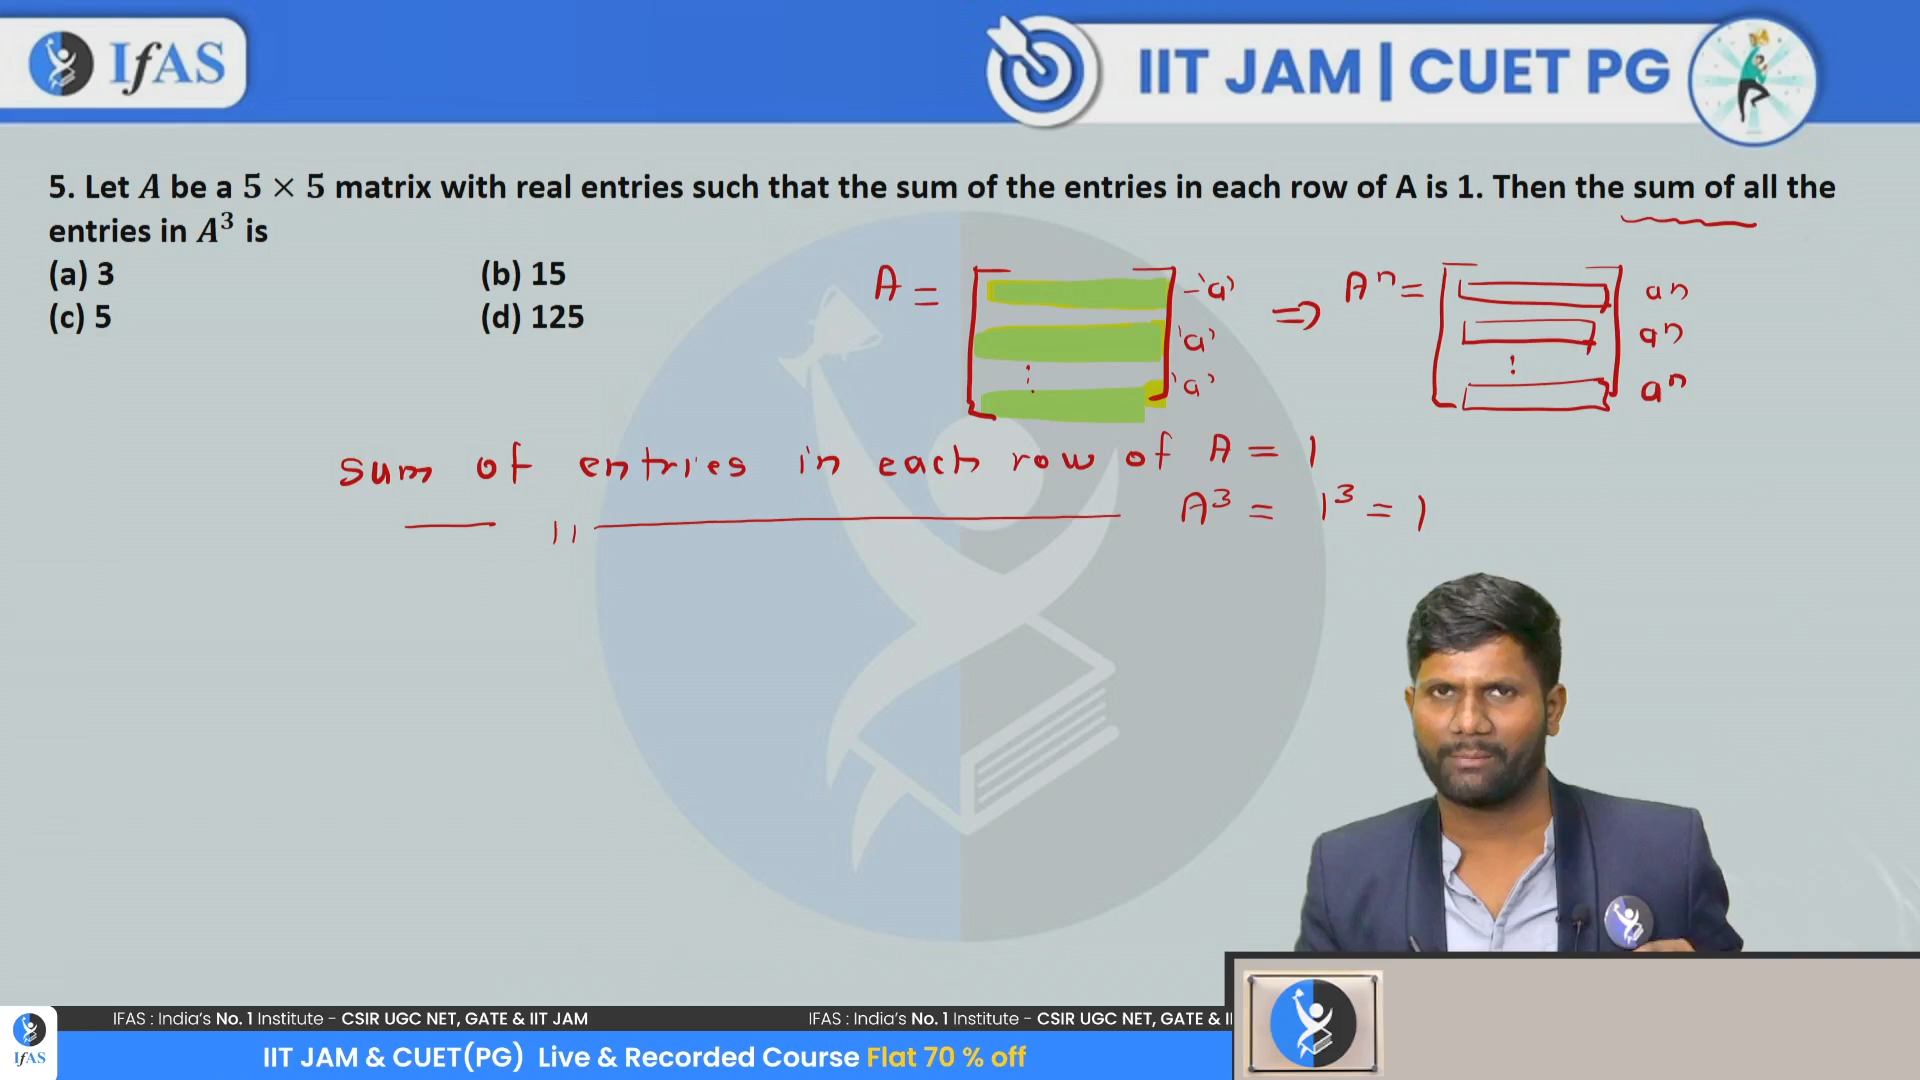 IfAS
IIT JAM | CUET PG
5. Let A be a 5 × 5 matrix with real entries such that the sum of the entries in each row of A is 1. Then the sum of all the
entries in A³ is
(a) 3 (b) 15
(c) 5 (d) 125
A = [ ⋮ ] -'a' 'a' 'a' ⇒ Aⁿ = [ ⋮ ] aⁿ aⁿ aⁿ
sum of entries in each row of A = 1
—— 11 —— A³ = 1³ = 1
IFAS : India's No. 1 Institute - CSIR UGC NET, GATE & IIT JAM IFAS : India's No. 1 Institute - CSIR UGC NET, GATE & II
IfAS
IIT JAM & CUET(PG) Live & Recorded Course Flat 70 % off